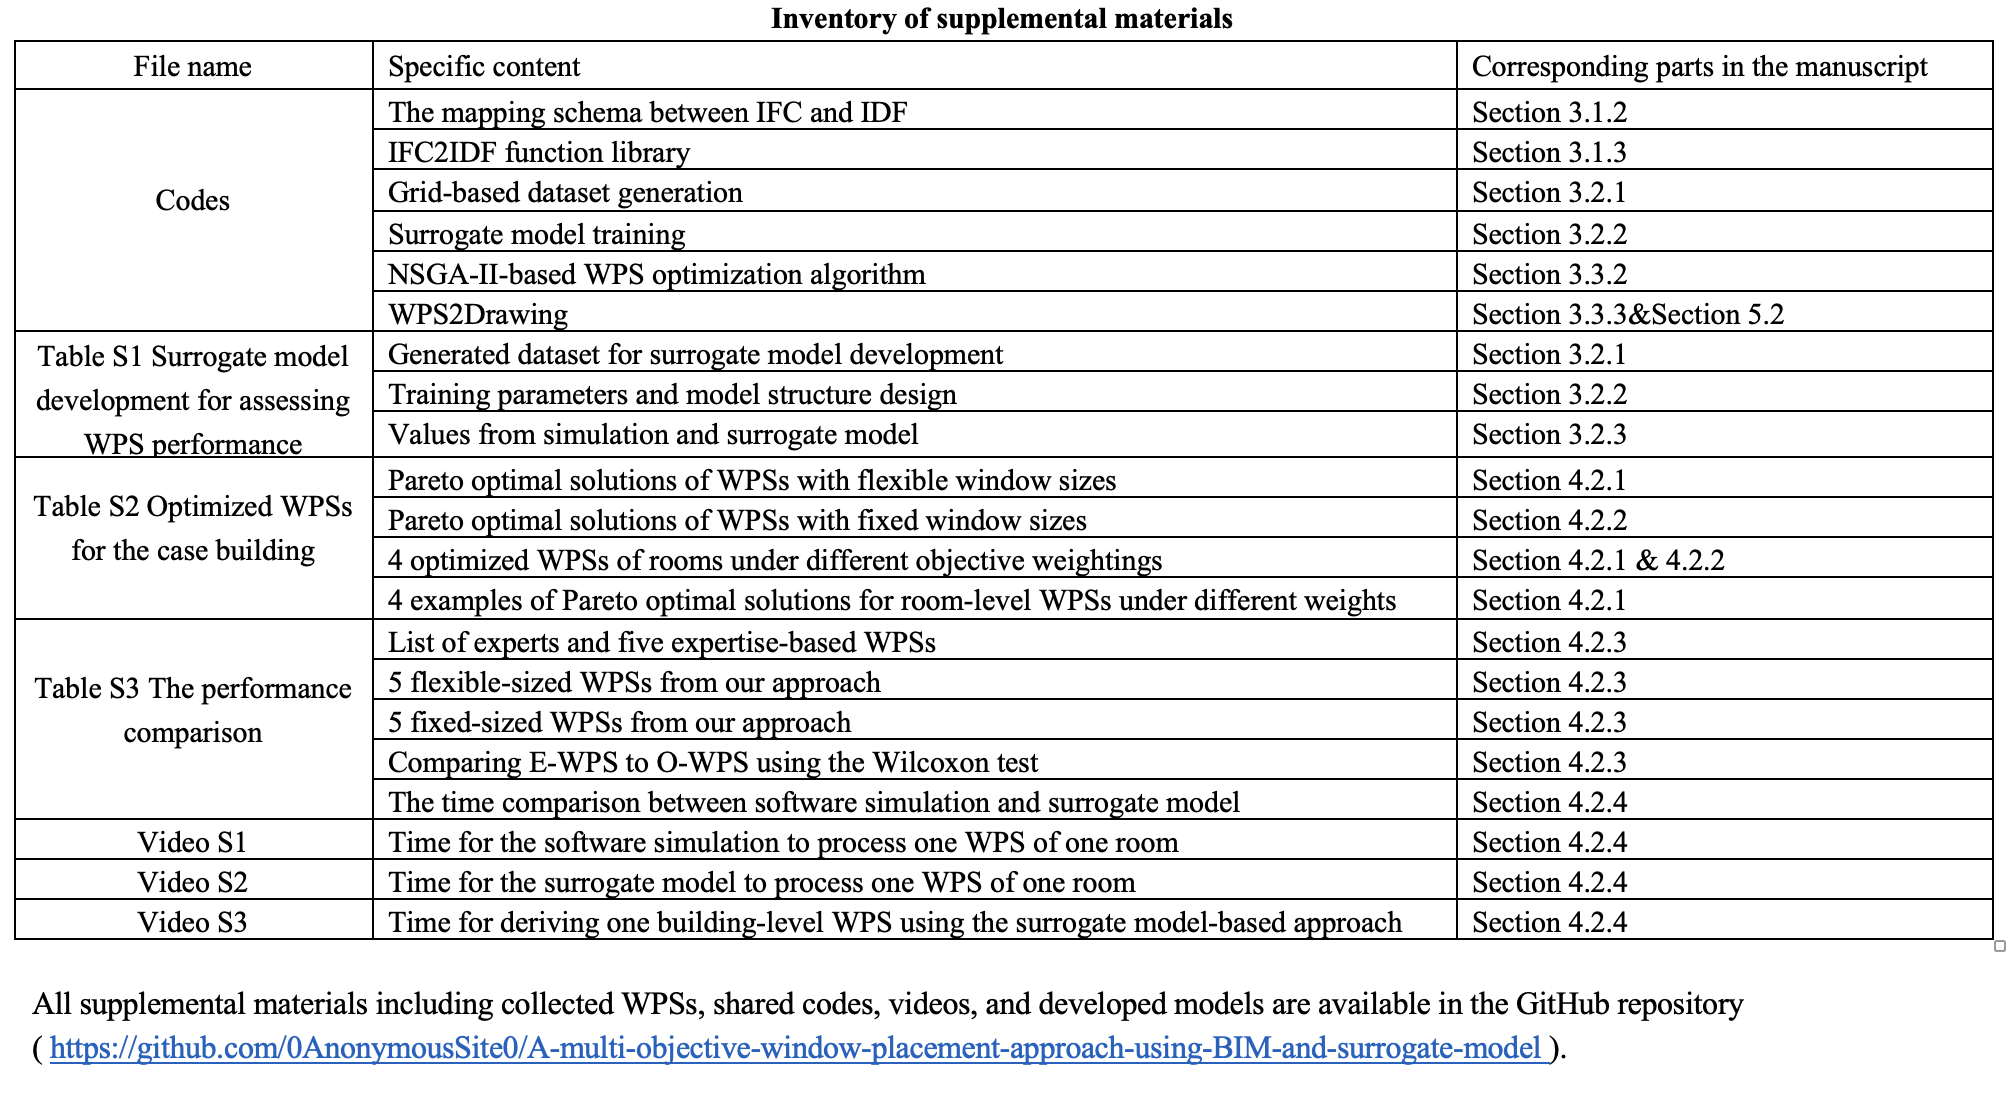 Inventory of supplemental materials
File name
Specific content
Corresponding parts in the manuscript
Codes
The mapping schema between IFC and IDF
Section 3.1.2
IFC2IDF function library
Section 3.1.3
Grid-based dataset generation
Section 3.2.1
Surrogate model training
Section 3.2.2
NSGA-II-based WPS optimization algorithm
Section 3.3.2
WPS2Drawing
Section 3.3.3&Section 5.2
Table S1 Surrogate model
development for assessing
WPS performance
Generated dataset for surrogate model development
Section 3.2.1
Training parameters and model structure design
Section 3.2.2
Values from simulation and surrogate model
Section 3.2.3
Table S2 Optimized WPSs
for the case building
Pareto optimal solutions of WPSs with flexible window sizes
Section 4.2.1
Pareto optimal solutions of WPSs with fixed window sizes
Section 4.2.2
4 optimized WPSs of rooms under different objective weightings
Section 4.2.1 & 4.2.2
4 examples of Pareto optimal solutions for room-level WPSs under different weights
Section 4.2.1
Table S3 The performance
comparison
List of experts and five expertise-based WPSs
Section 4.2.3
5 flexible-sized WPSs from our approach
Section 4.2.3
5 fixed-sized WPSs from our approach
Section 4.2.3
Comparing E-WPS to O-WPS using the Wilcoxon test
Section 4.2.3
The time comparison between software simulation and surrogate model
Section 4.2.4
Video S1
Time for the software simulation to process one WPS of one room
Section 4.2.4
Video S2
Time for the surrogate model to process one WPS of one room
Section 4.2.4
Video S3
Time for deriving one building-level WPS using the surrogate model-based approach
Section 4.2.4
All supplemental materials including collected WPSs, shared codes, videos, and developed models are available in the GitHub repository
( https://github.com/0AnonymousSite0/A-multi-objective-window-placement-approach-using-BIM-and-surrogate-model ).